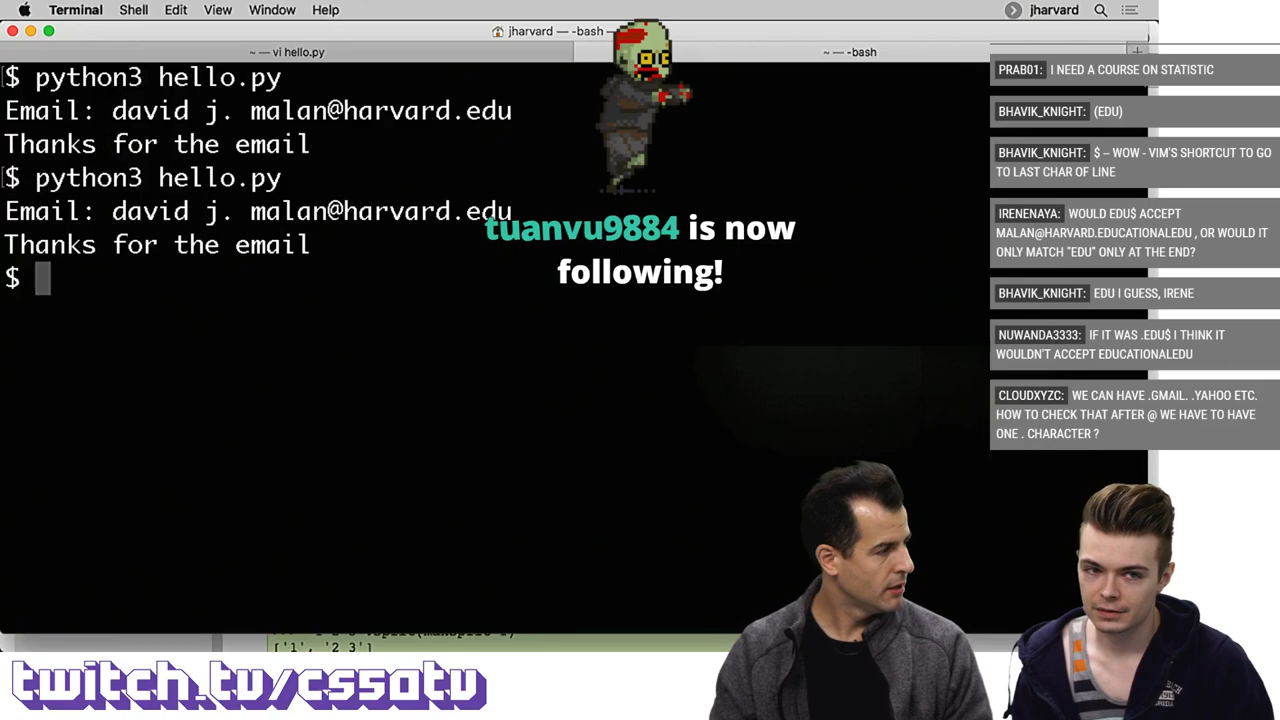 Terminal Shell Edit View Window Help
jharvard
jharvard — -bash —
~ — vi hello.py
~ — -bash
$ python3 hello.py
Email: david j. malan@harvard.edu
Thanks for the email
$ python3 hello.py
Email: david j. malan@harvard.edu
Thanks for the email
$
tuanvu9884 is now
following!
PRAB01: I NEED A COURSE ON STATISTIC
BHAVIK_KNIGHT: (EDU)
BHAVIK_KNIGHT: $ -- WOW - VIM'S SHORTCUT TO GO
TO LAST CHAR OF LINE
IRENENAYA: WOULD EDU$ ACCEPT
MALAN@HARVARD.EDUCATIONALEDU , OR WOULD IT
ONLY MATCH "EDU" ONLY AT THE END?
BHAVIK_KNIGHT: EDU I GUESS, IRENE
NUWANDA3333: IF IT WAS .EDU$ I THINK IT
WOULDN'T ACCEPT EDUCATIONALEDU
CLOUDXYZC: WE CAN HAVE .GMAIL. .YAHOO ETC.
HOW TO CHECK THAT AFTER @ WE HAVE TO HAVE
ONE . CHARACTER ?
['1', '2 3']
twitch.tv/cs50tv